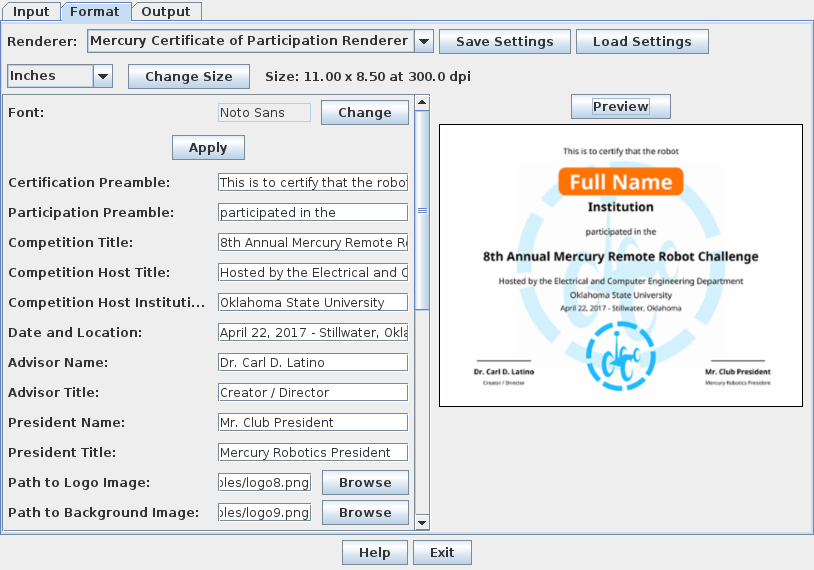 Input Format Output
Renderer: Mercury Certificate of Participation Renderer Save Settings Load Settings
Inches Change Size Size: 11.00 x 8.50 at 300.0 dpi
Font: Noto Sans Change
Apply
Certification Preamble: This is to certify that the robo
Participation Preamble: participated in the
Competition Title: 8th Annual Mercury Remote R
Competition Host Title: Hosted by the Electrical and C
Competition Host Instituti... Oklahoma State University
Date and Location: April 22, 2017 - Stillwater, Okla
Advisor Name: Dr. Carl D. Latino
Advisor Title: Creator / Director
President Name: Mr. Club President
President Title: Mercury Robotics President
Path to Logo Image: ples/logo8.png Browse
Path to Background Image: ples/logo9.png Browse
Preview
This is to certify that the robot
Full Name
Institution
participated in the
8th Annual Mercury Remote Robot Challenge
Hosted by the Electrical and Computer Engineering Department
Oklahoma State University
April 22, 2017 - Stillwater, Oklahoma
Dr. Carl D. Latino Mr. Club President
Creator / Director Mercury Robotics President
Help Exit